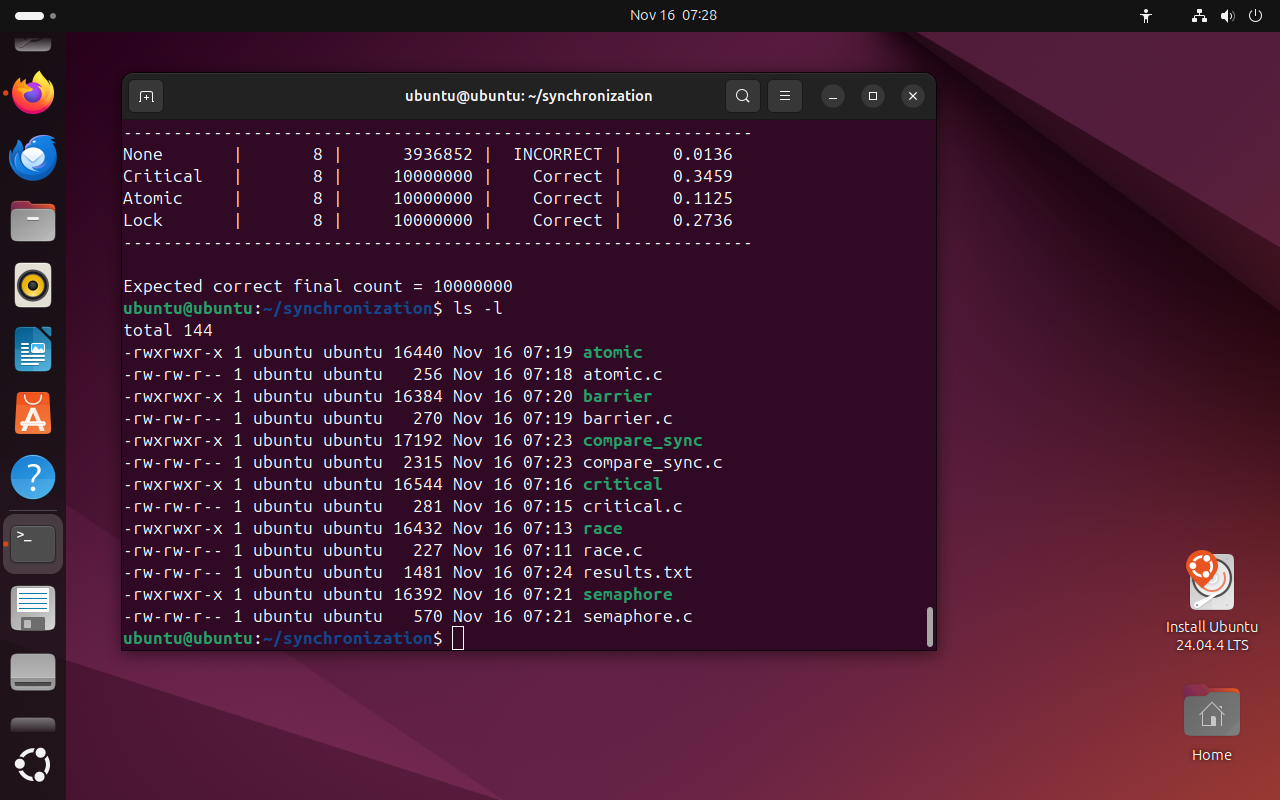 Nov 16 07:28
ubuntu@ubuntu: ~/synchronization
---------------------------------------------------------------
None       |       8 |      3936852 |  INCORRECT |     0.0136
Critical   |       8 |     10000000 |    Correct |     0.3459
Atomic     |       8 |     10000000 |    Correct |     0.1125
Lock       |       8 |     10000000 |    Correct |     0.2736
---------------------------------------------------------------
Expected correct final count = 10000000
ubuntu@ubuntu:~/synchronization$ ls -l
total 144
-rwxrwxr-x 1 ubuntu ubuntu 16440 Nov 16 07:19 atomic
-rw-rw-r-- 1 ubuntu ubuntu   256 Nov 16 07:18 atomic.c
-rwxrwxr-x 1 ubuntu ubuntu 16384 Nov 16 07:20 barrier
-rw-rw-r-- 1 ubuntu ubuntu   270 Nov 16 07:19 barrier.c
-rwxrwxr-x 1 ubuntu ubuntu 17192 Nov 16 07:23 compare_sync
-rw-rw-r-- 1 ubuntu ubuntu  2315 Nov 16 07:23 compare_sync.c
-rwxrwxr-x 1 ubuntu ubuntu 16544 Nov 16 07:16 critical
-rw-rw-r-- 1 ubuntu ubuntu   281 Nov 16 07:15 critical.c
-rwxrwxr-x 1 ubuntu ubuntu 16432 Nov 16 07:13 race
-rw-rw-r-- 1 ubuntu ubuntu   227 Nov 16 07:11 race.c
-rw-rw-r-- 1 ubuntu ubuntu  1481 Nov 16 07:24 results.txt
-rwxrwxr-x 1 ubuntu ubuntu 16392 Nov 16 07:21 semaphore
-rw-rw-r-- 1 ubuntu ubuntu   570 Nov 16 07:21 semaphore.c
ubuntu@ubuntu:~/synchronization$
Install Ubuntu
24.04.4 LTS
Home